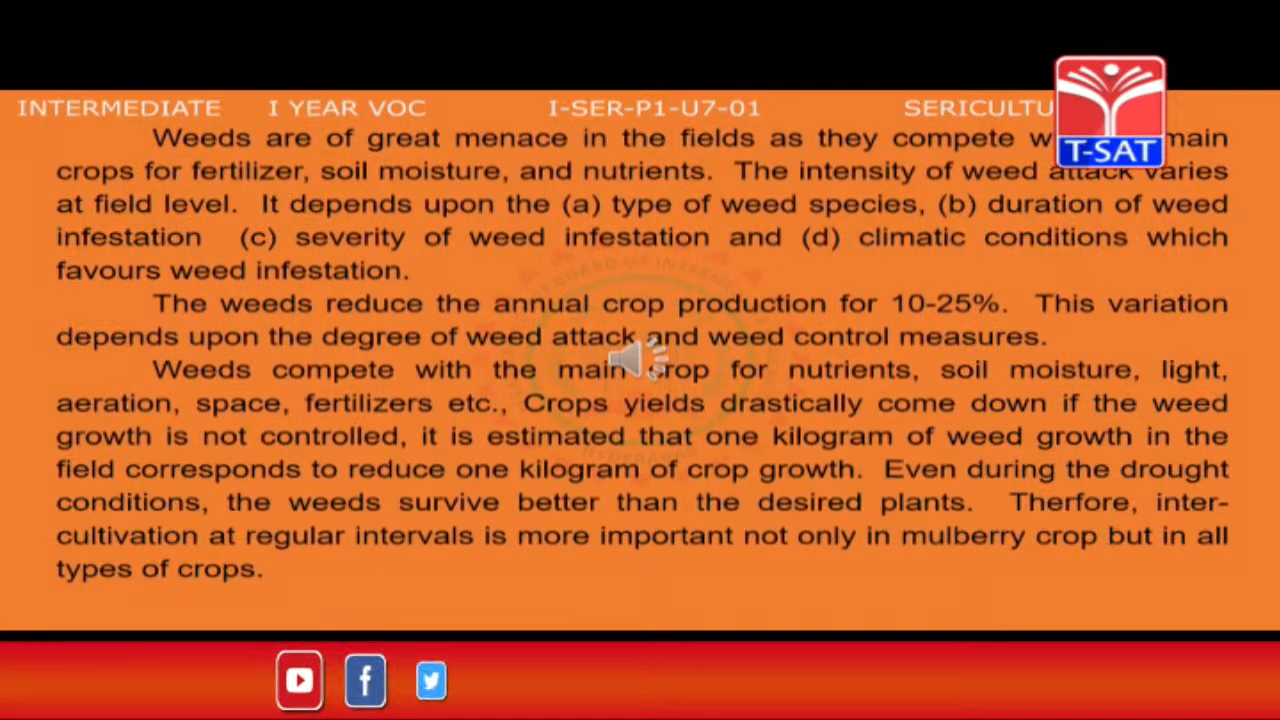 INTERMEDIATE I YEAR VOC I-SER-P1-U7-01 SERICULTU
T-SAT
Weeds are of great menace in the fields as they compete main
crops for fertilizer, soil moisture, and nutrients. The intensity of weed attack varies
at field level. It depends upon the (a) type of weed species, (b) duration of weed
infestation (c) severity of weed infestation and (d) climatic conditions which
favours weed infestation.
The weeds reduce the annual crop production for 10-25%. This variation
depends upon the degree of weed attack and weed control measures.
Weeds compete with the main crop for nutrients, soil moisture, light,
aeration, space, fertilizers etc., Crops yields drastically come down if the weed
growth is not controlled, it is estimated that one kilogram of weed growth in the
field corresponds to reduce one kilogram of crop growth. Even during the drought
conditions, the weeds survive better than the desired plants. Therfore, inter-
cultivation at regular intervals is more important not only in mulberry crop but in all
types of crops.